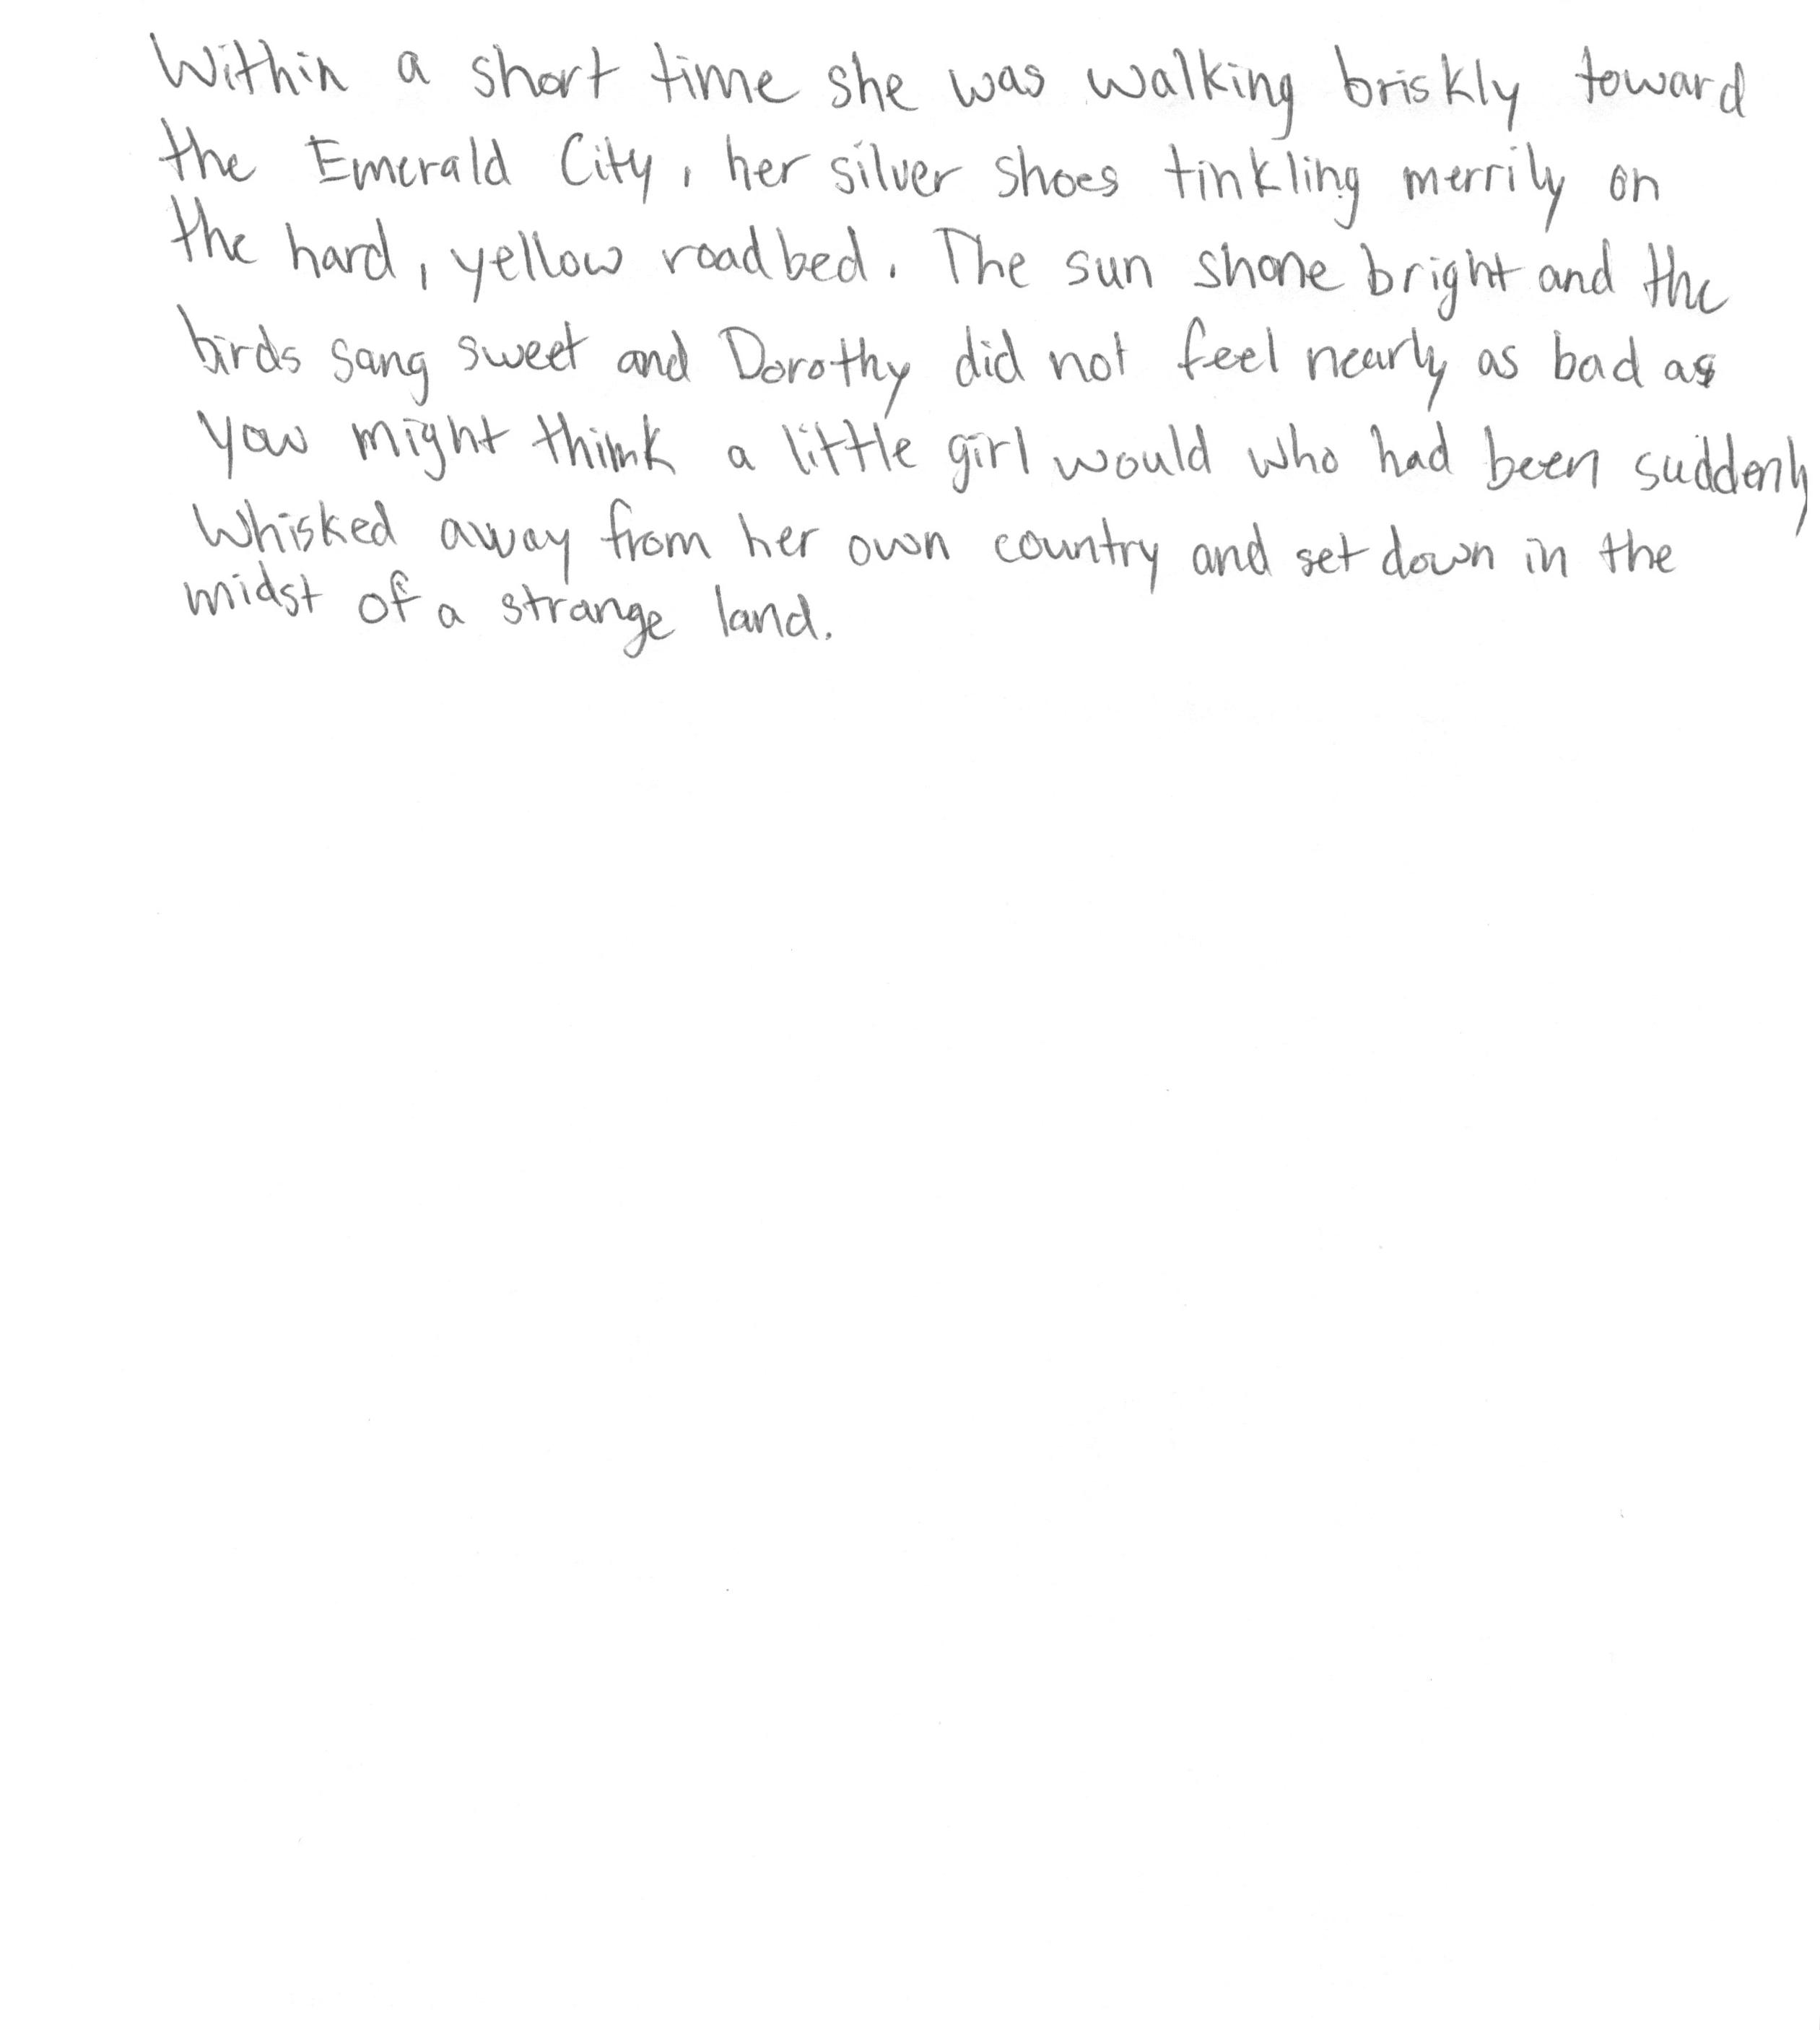 Within a short time she was walking briskly toward
the Emerald City, her silver shoes tinkling merrily on
the hard, yellow roadbed. The sun shone bright and the
birds sang sweet and Dorothy did not feel nearly as bad as
you might think a little girl would who had been suddenly
whisked away from her own country and set down in the
midst of a strange land.